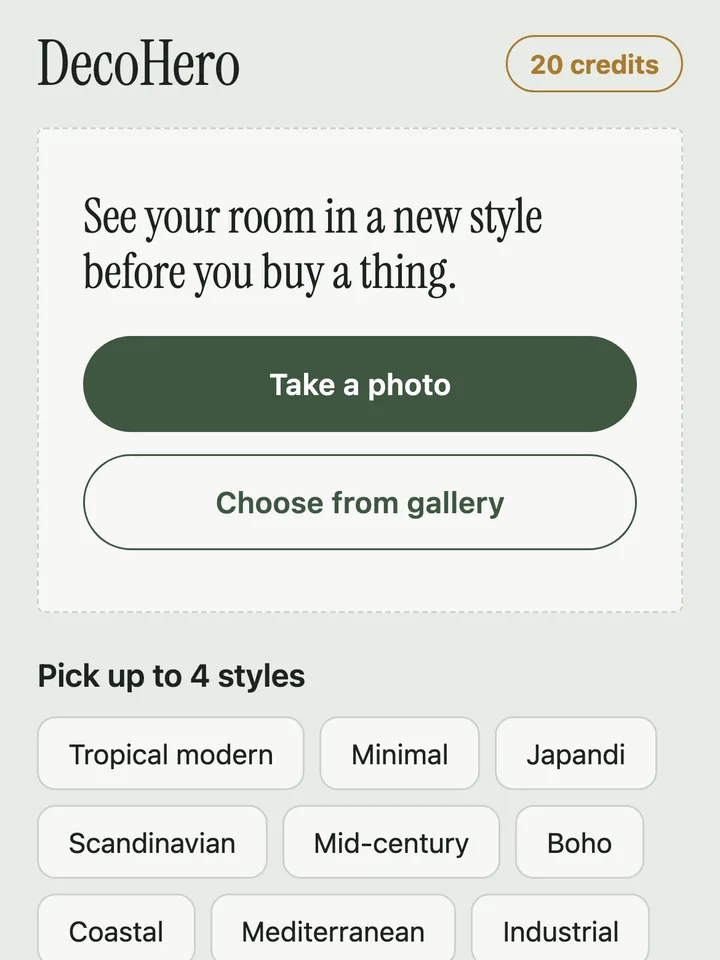 DecoHero
20 credits
See your room in a new style
before you buy a thing.
Take a photo
Choose from gallery
Pick up to 4 styles
Tropical modern
Minimal
Japandi
Scandinavian
Mid-century
Boho
Coastal
Mediterranean
Industrial